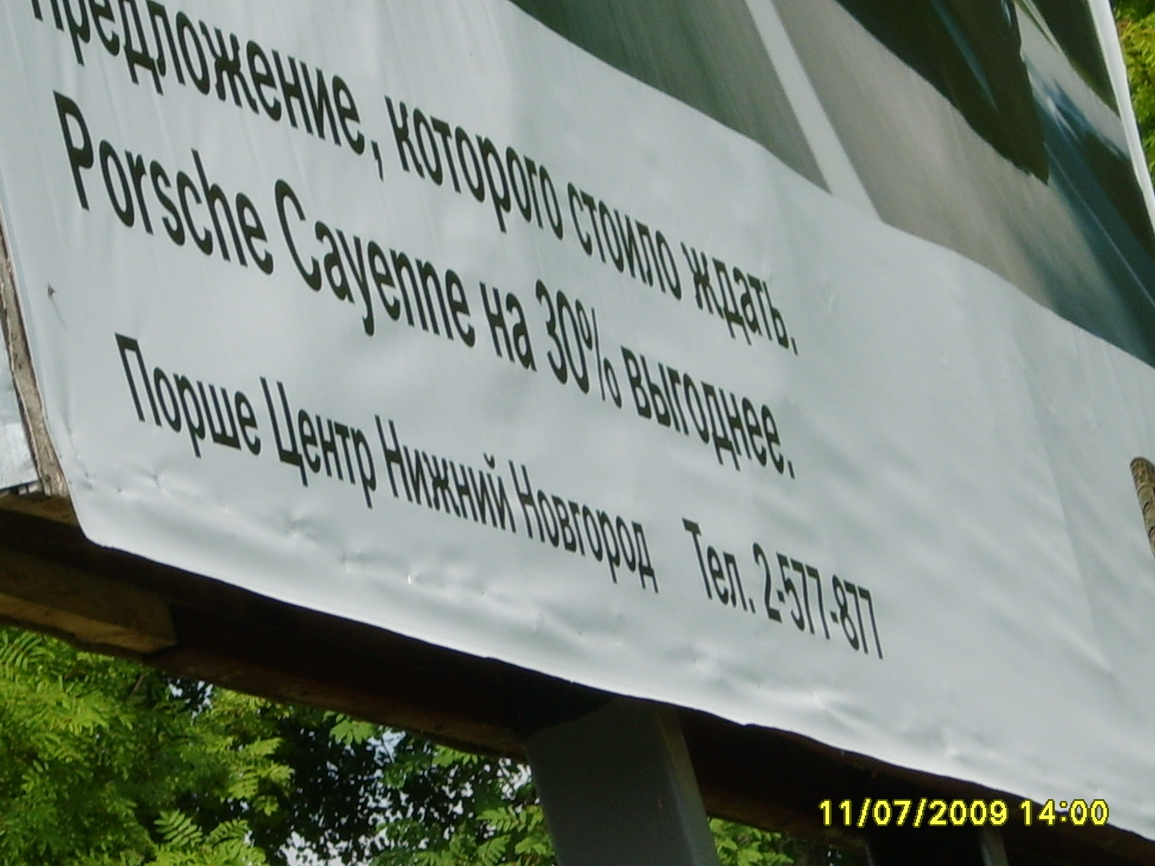 Предложение, которого стоило ждать.
Porsche Cayenne на 30% выгоднее.
Порше Центр Нижний Новгород Тел. 2-577-877
11/07/2009 14:00